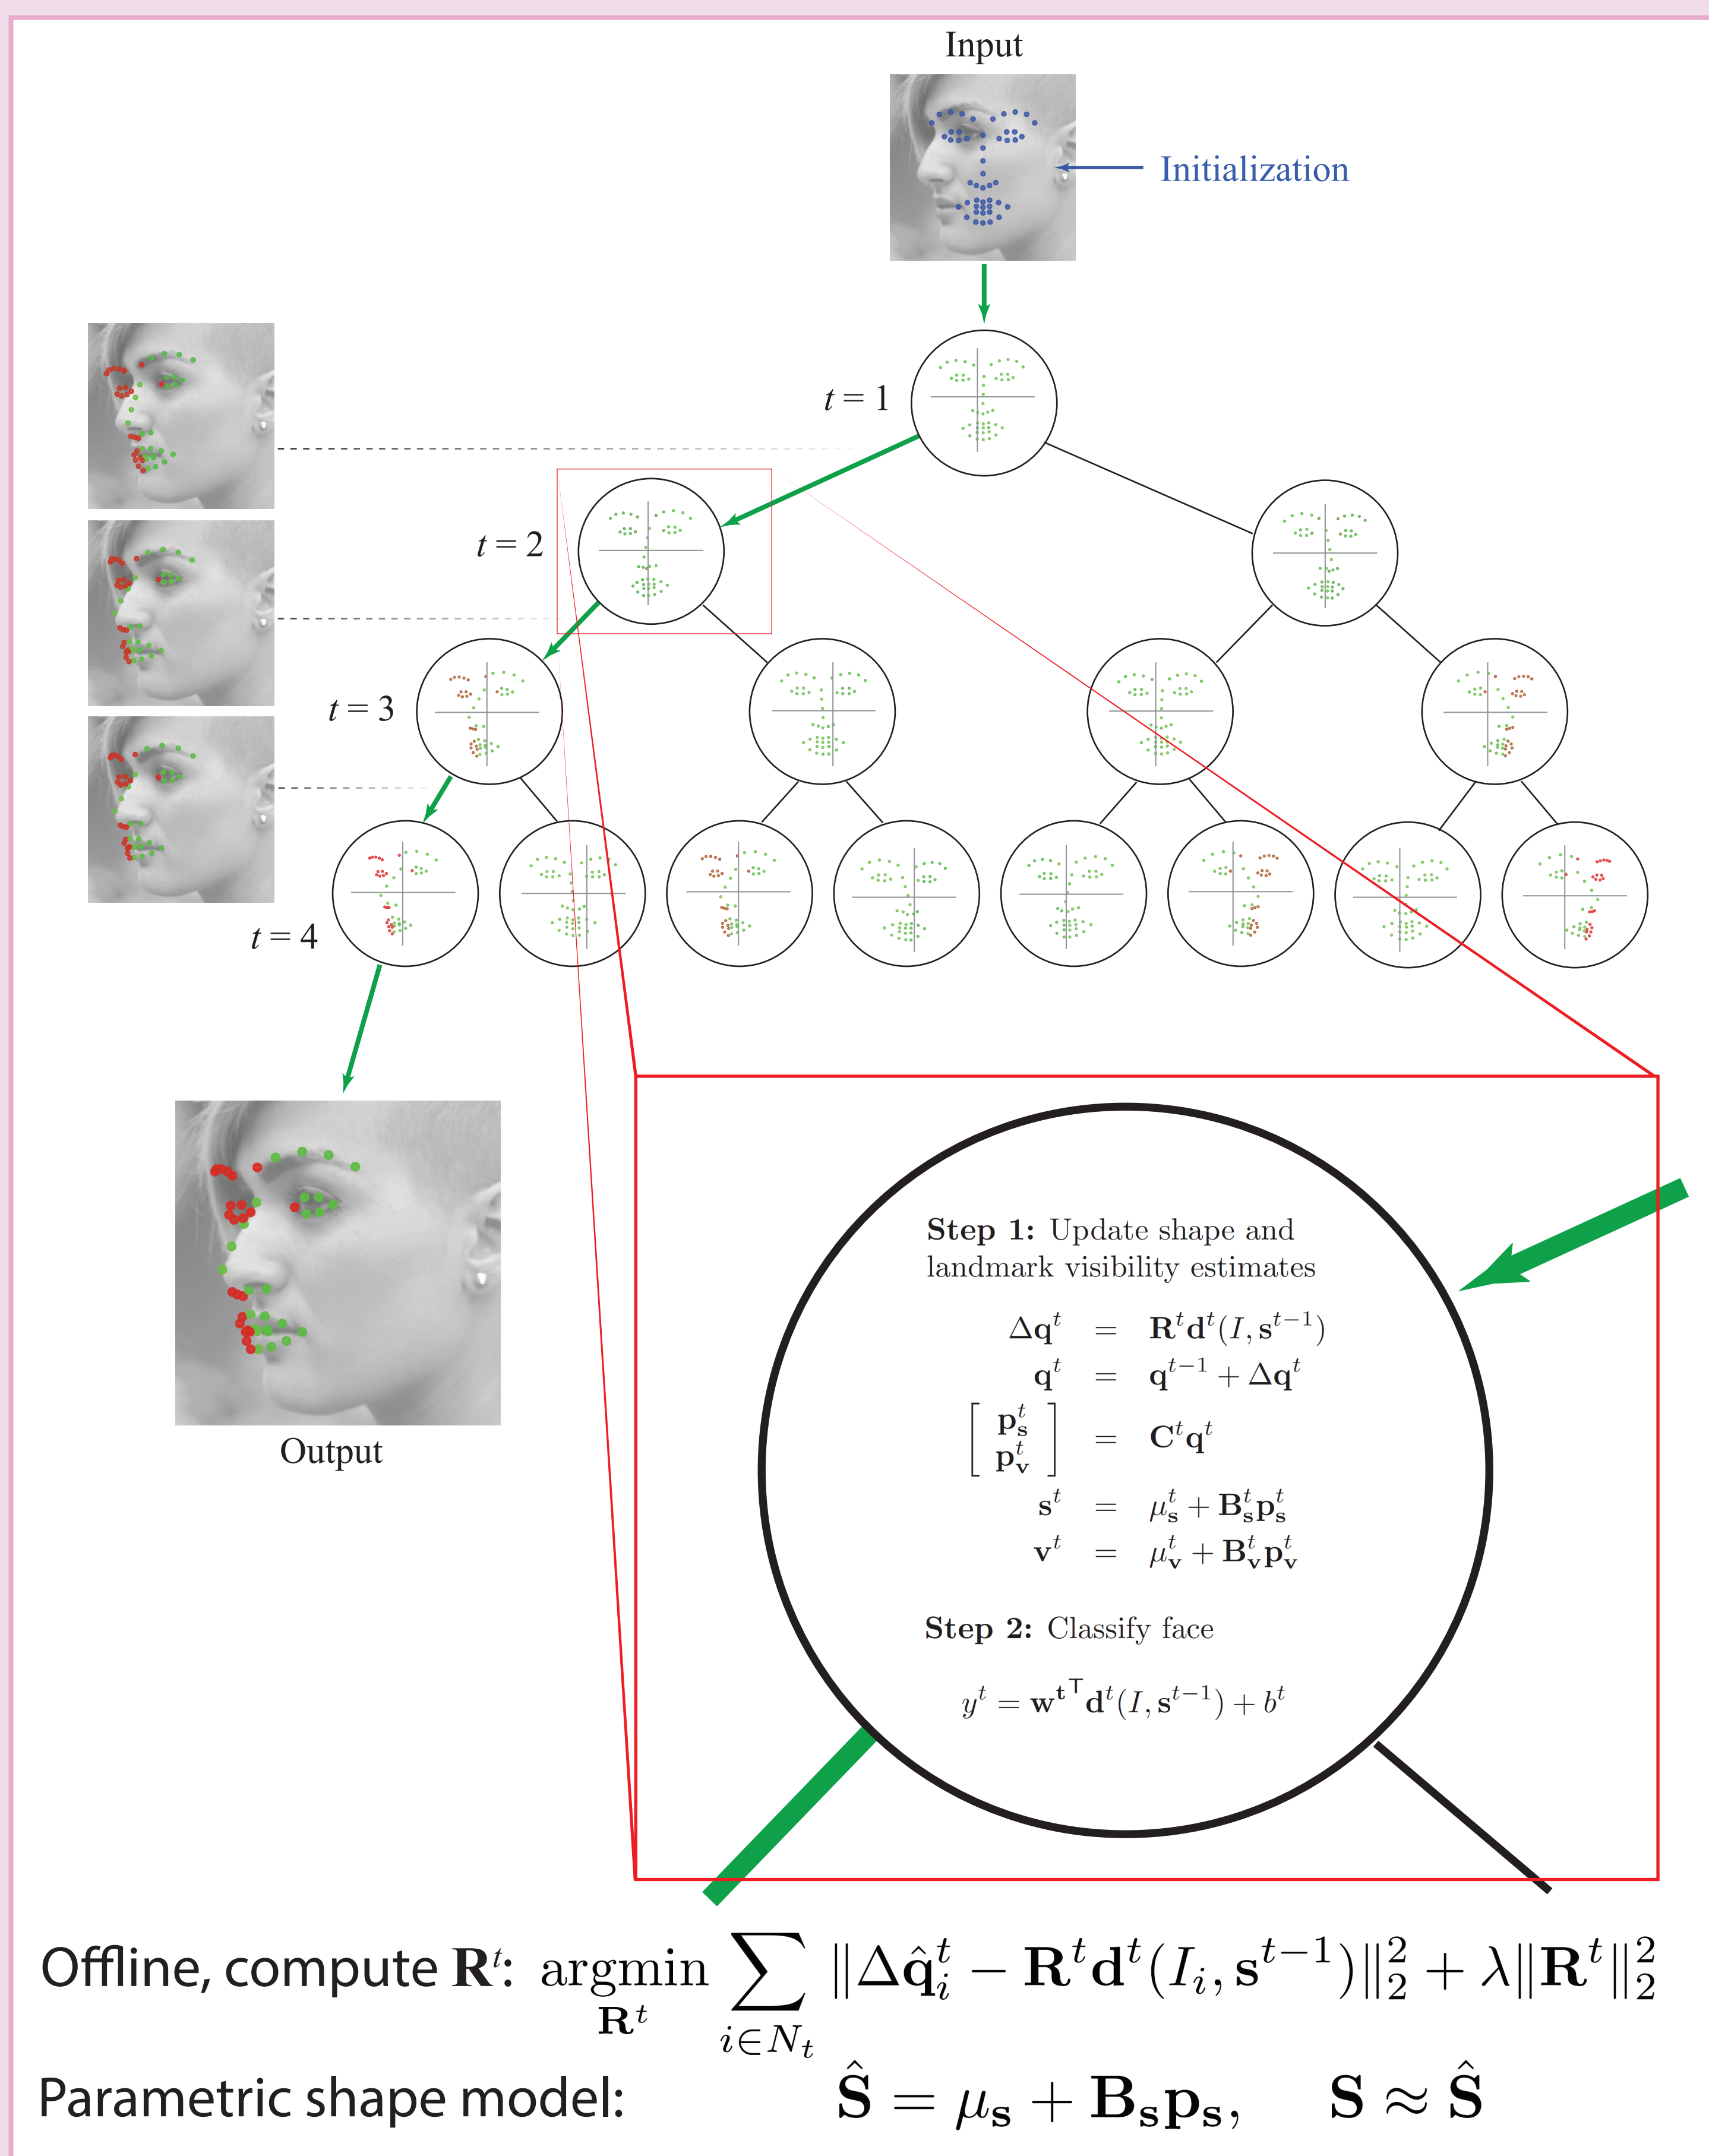 Input
Initialization
t = 1
t = 2
t = 3
t = 4
Output
Step 1: Update shape and
landmark visibility estimates
Δq^t = R^t d^t(I, s^{t−1})
q^t = q^{t−1} + Δq^t
[ p_s^t p_v^t ] = C^t q^t
s^t = μ_s^t + B_s^t p_s^t
v^t = μ_v^t + B_v^t p_v^t
Step 2: Classify face
y^t = w^{t⊤} d^t(I, s^{t−1}) + b^t
Offline, compute R^t: argmin_{R^t} ∑_{i∈N_t} ‖Δq̂_i^t − R^t d^t(I_i, s^{t−1})‖_2^2 + λ‖R^t‖_2^2
Parametric shape model: Ŝ = μ_s + B_s p_s, S ≈ Ŝ